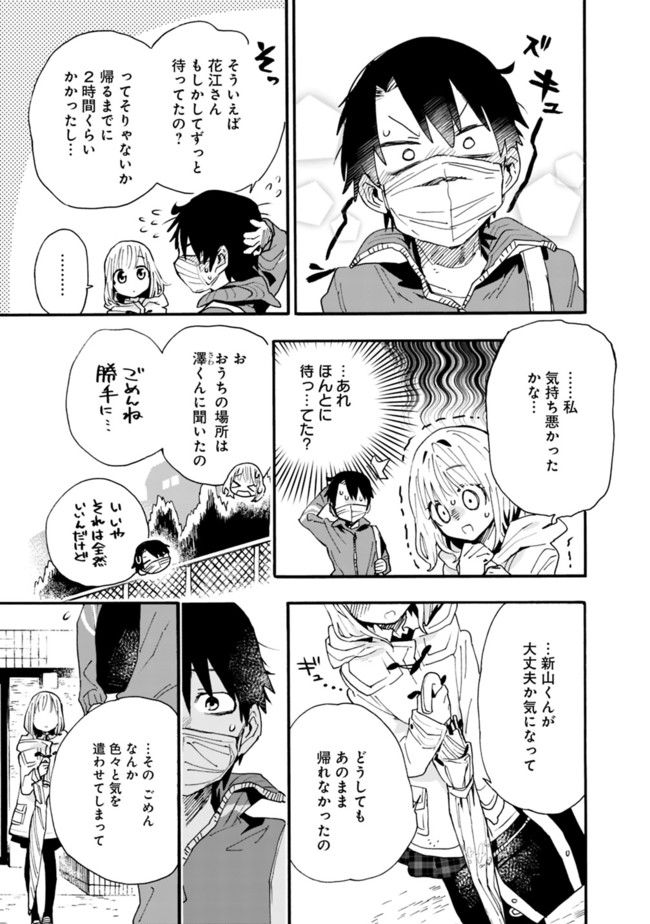 ズキュー
そっ
そういえば
花江さん
もしかしてずっと
待ってたの?
ってそりゃないか
帰るまでに
2時間くらい
かかったし…
………
………私
気持ち悪かった
かな…
…あれ
ほんとに
待っ…てた?
お
おうちの場所は
澤くんに聞いたの
さわ
ごめんね
勝手に…
いいや
それは全然
いいんだけど
…新山くんが
大丈夫か気になって
ギュ…
どうしても
あのまま
帰れなかったの
…その ごめん
なんか
色々と気を
遣わせてしまって